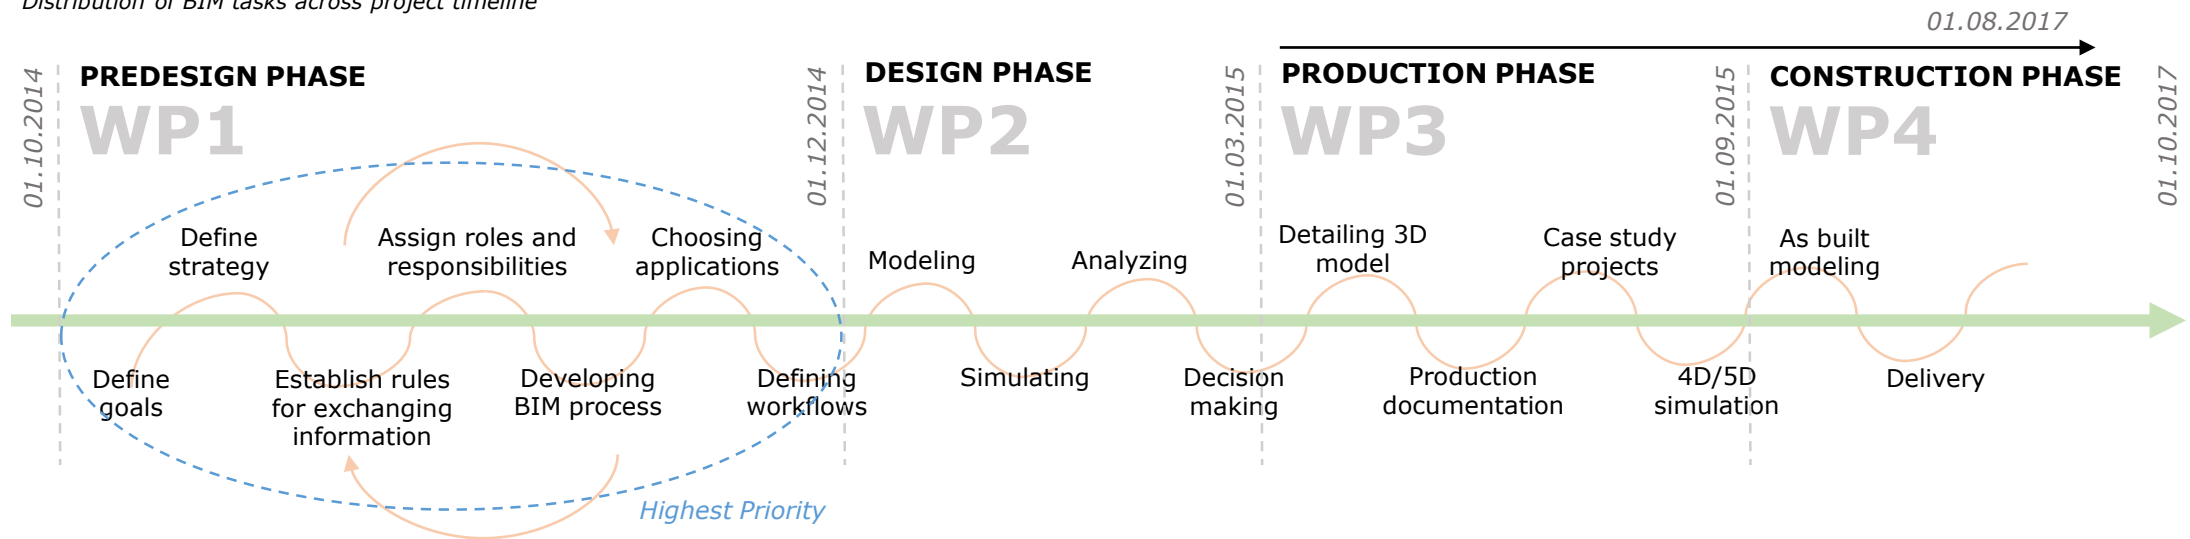 Distribution of BIM tasks across project timeline
01.08.2017
01.10.2014
PREDESIGN PHASE
WP1
01.12.2014
DESIGN PHASE
WP2
01.03.2015
PRODUCTION PHASE
WP3
01.09.2015
CONSTRUCTION PHASE
WP4
01.10.2017
Define
strategy
Assign roles and
responsibilities
Choosing
applications
Modeling
Analyzing
Detailing 3D
model
Case study
projects
As built
modeling
Define
goals
Establish rules
for exchanging
information
Developing
BIM process
Defining
workflows
Simulating
Decision
making
Production
documentation
4D/5D
simulation
Delivery
Highest Priority